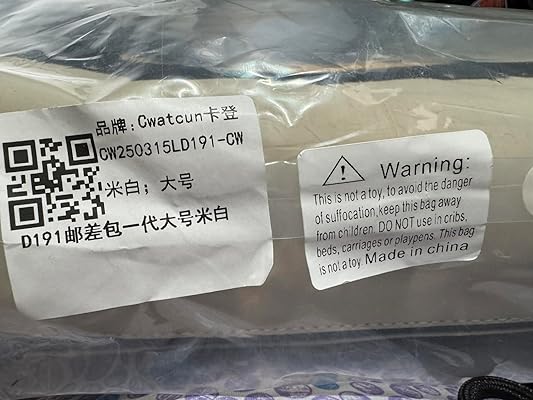 品牌:Cwatcun卡登
CW250315LD191-CW
米白; 大号
D191邮差包一代大号米白
Warning:
This is not a toy, to avoid the danger
of suffocation,keep this bag away
from children. DO NOT use in cribs,
beds, carriages or playpens. This bag
is not a toy. Made in china